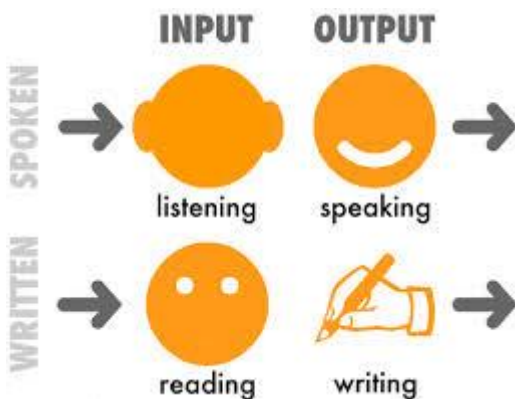 INPUT OUTPUT
SPOKEN
listening speaking
WRITTEN
reading writing